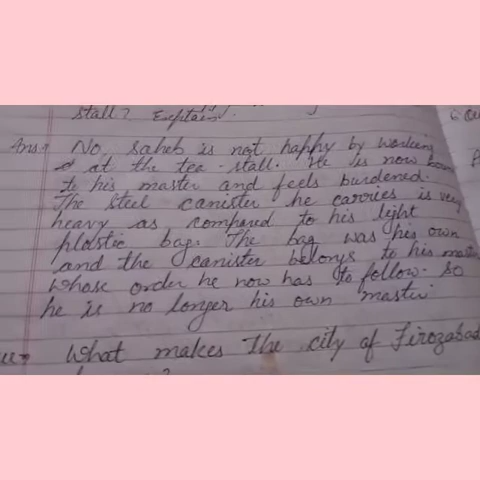 stall? Explain.
Ans:→ No, Saheb is not happy by working
at the tea-stall. He is now
to his master and feels burdened.
The Steel canister he carries is very
heavy as compared to his light
plastic bag. The bag was his own
and the canister belongs to his
whose order he now has to follow. So
he is no longer his own master.
What makes The city of Firozabad